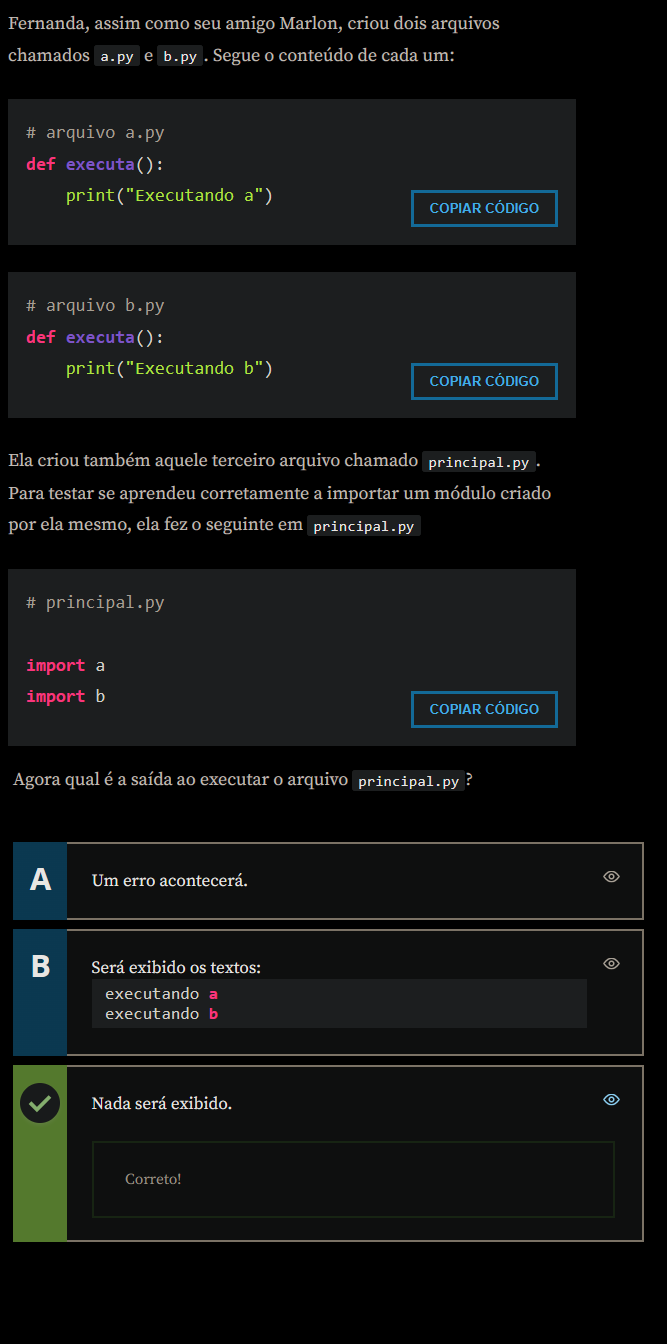 Fernanda, assim como seu amigo Marlon, criou dois arquivos
chamados a.py e b.py. Segue o conteúdo de cada um:
# arquivo a.py
def executa():
    print("Executando a")
COPIAR CÓDIGO
# arquivo b.py
def executa():
    print("Executando b")
COPIAR CÓDIGO
Ela criou também aquele terceiro arquivo chamado principal.py.
Para testar se aprendeu corretamente a importar um módulo criado
por ela mesmo, ela fez o seguinte em principal.py
# principal.py
import a
import b
COPIAR CÓDIGO
Agora qual é a saída ao executar o arquivo principal.py?
A
Um erro acontecerá.
B
Será exibido os textos:
executando a
executando b
Nada será exibido.
Correto!